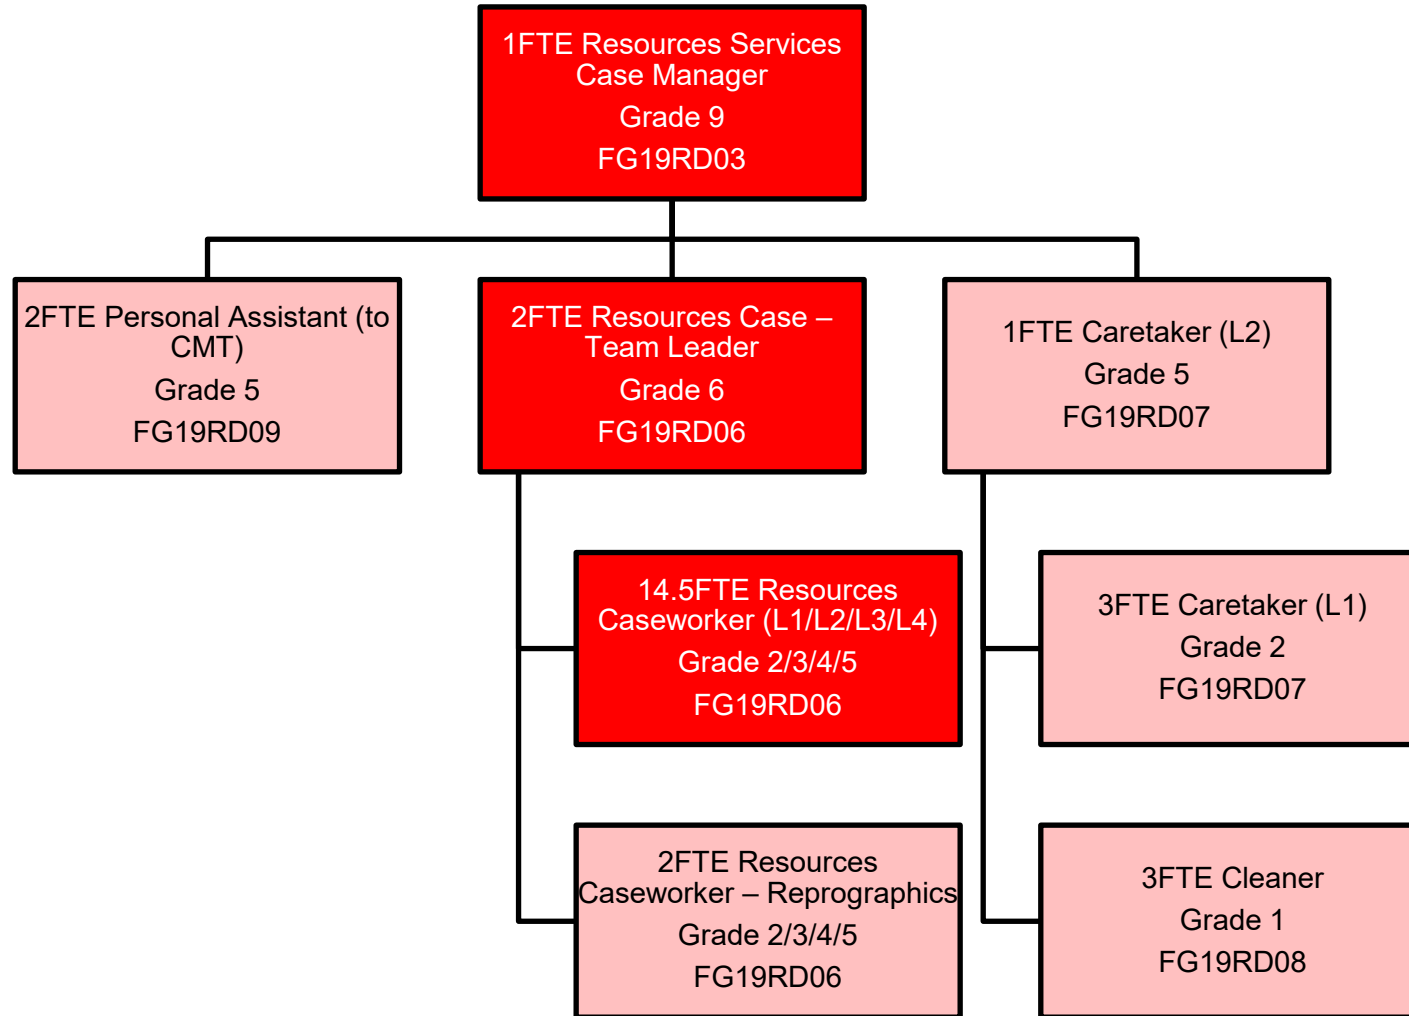 1FTE Resources Services
Case Manager
Grade 9
FG19RD03
2FTE Personal Assistant (to
CMT)
Grade 5
FG19RD09
2FTE Resources Case –
Team Leader
Grade 6
FG19RD06
1FTE Caretaker (L2)
Grade 5
FG19RD07
14.5FTE Resources
Caseworker (L1/L2/L3/L4)
Grade 2/3/4/5
FG19RD06
3FTE Caretaker (L1)
Grade 2
FG19RD07
2FTE Resources
Caseworker – Reprographics
Grade 2/3/4/5
FG19RD06
3FTE Cleaner
Grade 1
FG19RD08